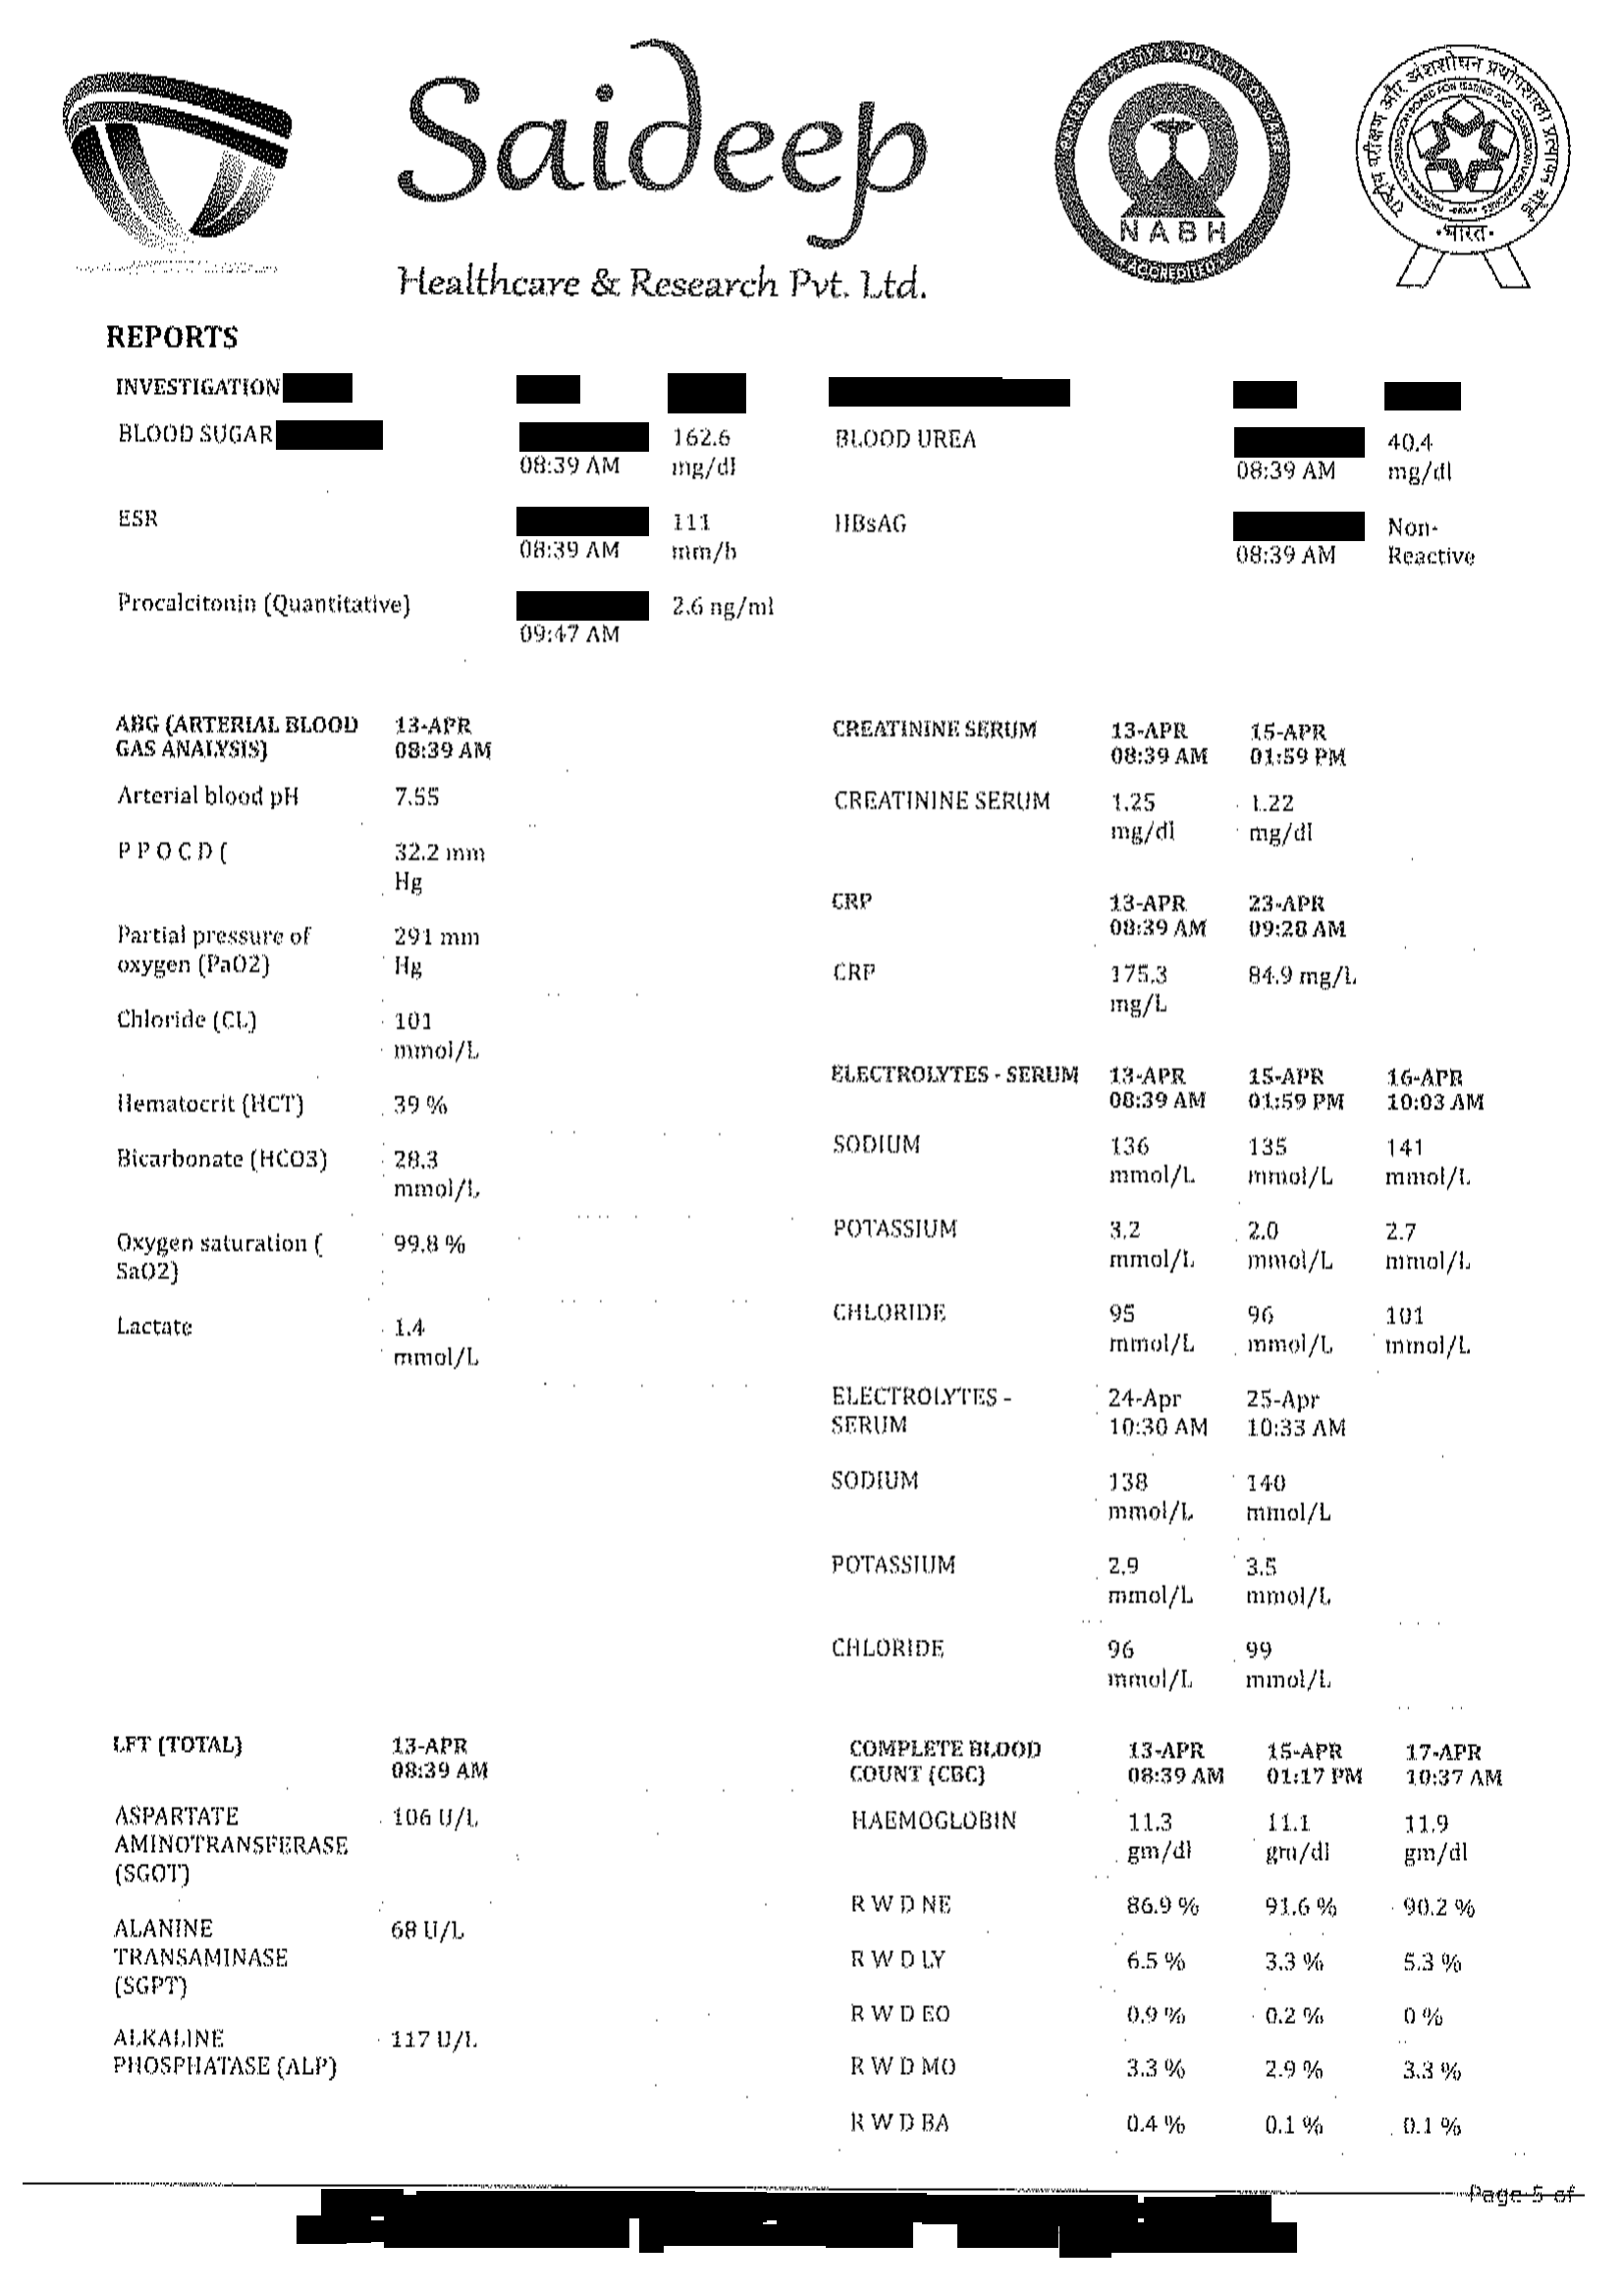 Saideep
Healthcare & Research Pvt. Ltd.
PATIENT SAFETY & QUALITY OF CARE
NABH
ACCREDITED
राष्ट्रीय परीक्षण और अंशशोधन प्रयोगशाला प्रत्यायन बोर्ड
भारत
REPORTS
INVESTIGATION
BLOOD SUGAR 162.6 BLOOD UREA 40.4
08:39 AM mg/dl 08:39 AM mg/dl
ESR 111 HBsAG Non-
08:39 AM mm/h 08:39 AM Reactive
Procalcitonin (Quantitative) 2.6 ng/ml
09:47 AM
ABG (ARTERIAL BLOOD 13-APR
GAS ANALYSIS) 08:39 AM
Arterial blood pH 7.55
P P O C D ( 32.2 mm
Hg
Partial pressure of 291 mm
oxygen (PaO2) Hg
Chloride (CL) 101
mmol/L
Hematocrit (HCT) 39 %
Bicarbonate (HCO3) 28.3
mmol/L
Oxygen saturation ( 99.8 %
SaO2)
Lactate 1.4
mmol/L
CREATININE SERUM 13-APR 15-APR
08:39 AM 01:59 PM
CREATININE SERUM 1.25 1.22
mg/dl mg/dl
CRP 13-APR 23-APR
08:39 AM 09:28 AM
CRP 175.3 84.9 mg/L
mg/L
ELECTROLYTES - SERUM 13-APR 15-APR 16-APR
08:39 AM 01:59 PM 10:03 AM
SODIUM 136 135 141
mmol/L mmol/L mmol/L
POTASSIUM 3.2 2.0 2.7
mmol/L mmol/L mmol/L
CHLORIDE 95 96 101
mmol/L mmol/L mmol/L
ELECTROLYTES - 24-Apr 25-Apr
SERUM 10:30 AM 10:33 AM
SODIUM 138 140
mmol/L mmol/L
POTASSIUM 2.9 3.5
mmol/L mmol/L
CHLORIDE 96 99
mmol/L mmol/L
LFT (TOTAL) 13-APR
08:39 AM
ASPARTATE 106 U/L
AMINOTRANSFERASE
(SGOT)
ALANINE 68 U/L
TRANSAMINASE
(SGPT)
ALKALINE 117 U/L
PHOSPHATASE (ALP)
COMPLETE BLOOD 13-APR 15-APR 17-APR
COUNT (CBC) 08:39 AM 01:17 PM 10:37 AM
HAEMOGLOBIN 11.3 11.1 11.9
gm/dl gm/dl gm/dl
R W D NE 86.9 % 91.6 % 90.2 %
R W D LY 6.5 % 3.3 % 5.3 %
R W D EO 0.9 % 0.2 % 0 %
R W D MO 3.3 % 2.9 % 3.3 %
R W D BA 0.4 % 0.1 % 0.1 %
Page 5 of